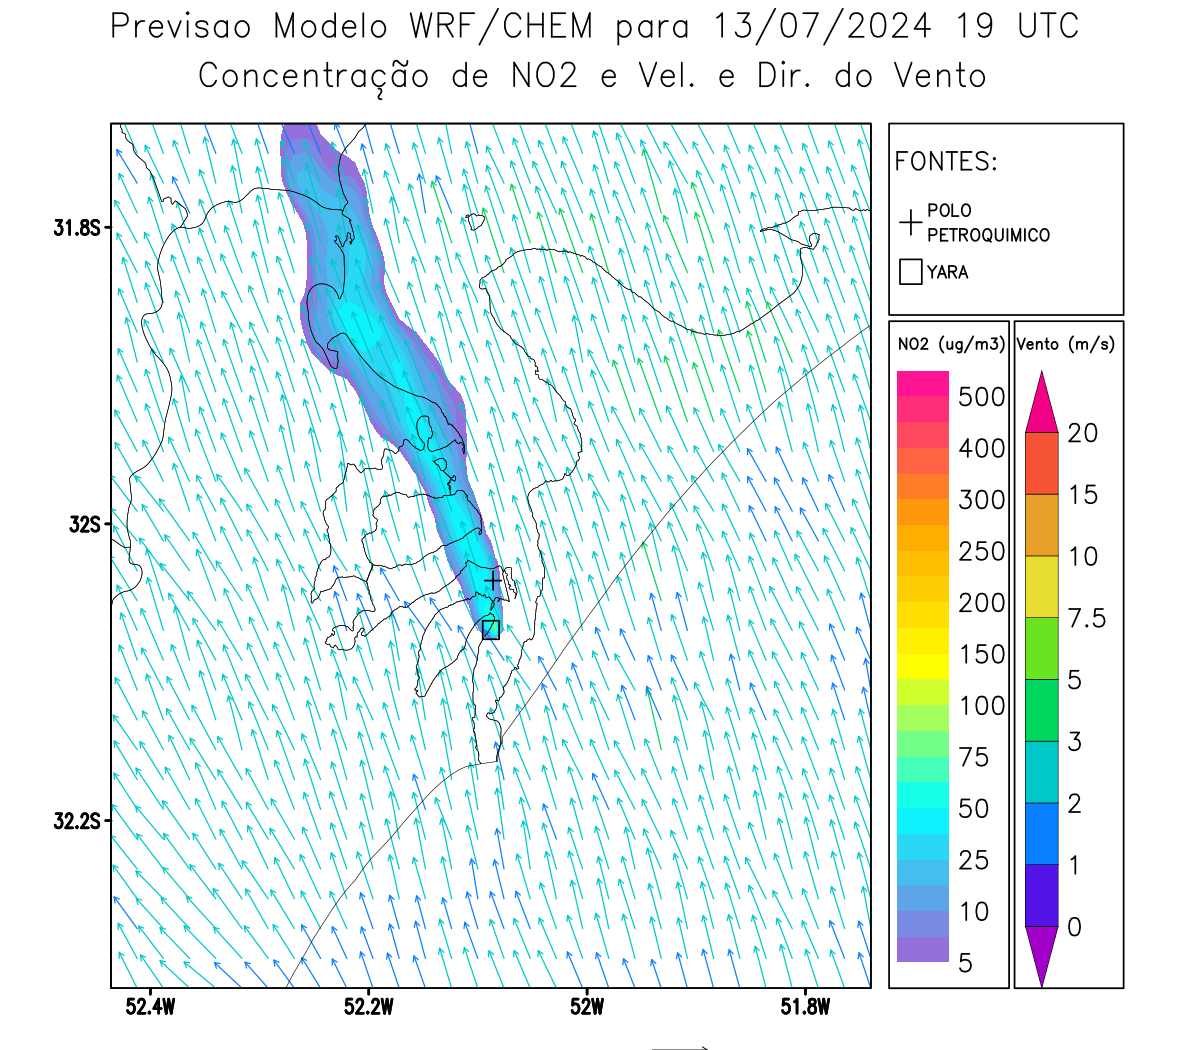 Previsao Modelo WRF/CHEM para 13/07/2024 19 UTC
Concentração de NO2 e Vel. e Dir. do Vento
FONTES:
POLO
PETROQUIMICO
YARA
31.8S
32S
32.2S
52.4W
52.2W
52W
51.8W
NO2 (ug/m3)
500
400
300
250
200
150
100
75
50
25
10
5
Vento (m/s)
20
15
10
7.5
5
3
2
1
0